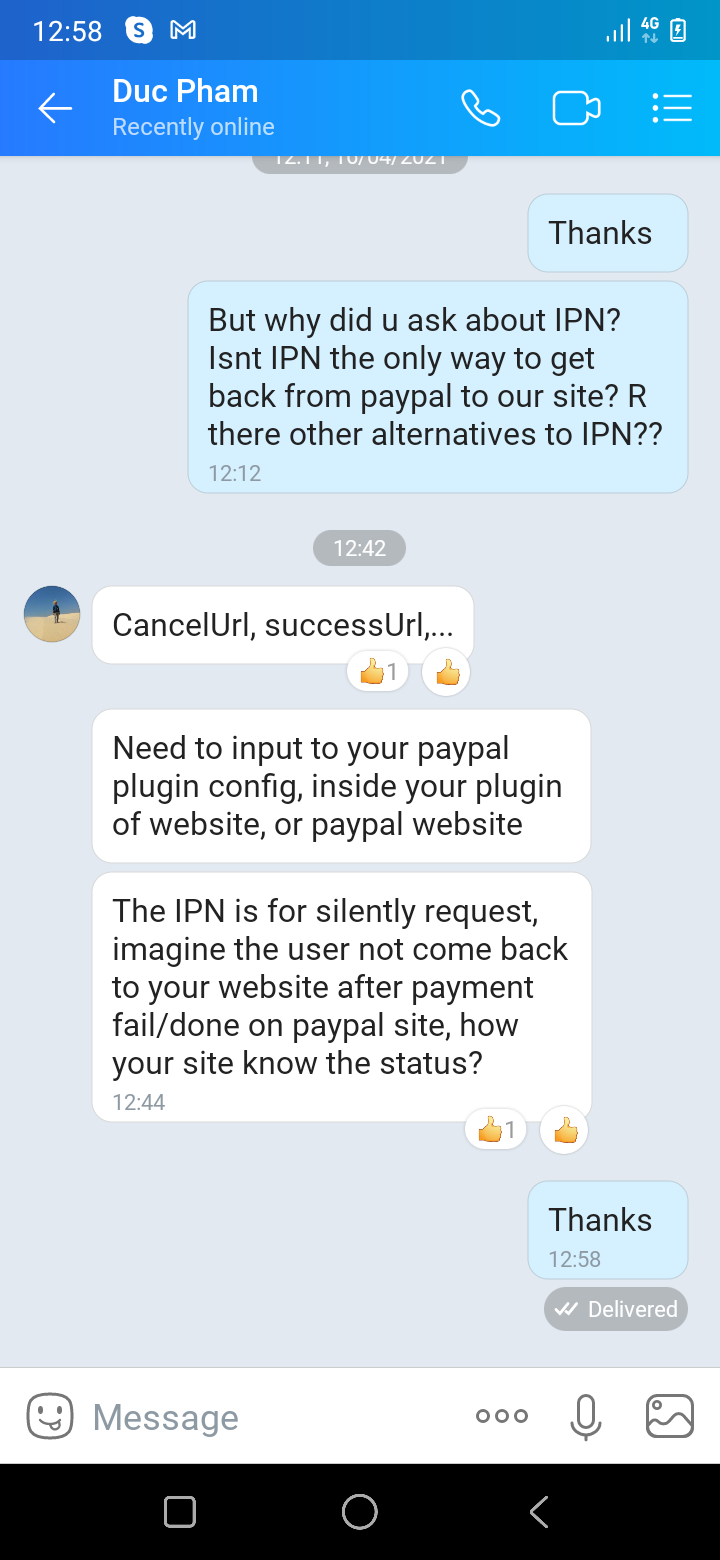 12:58
4G
Duc Pham
Recently online
12:11, 16/04/2021
Thanks
But why did u ask about IPN?
Isnt IPN the only way to get
back from paypal to our site? R
there other alternatives to IPN??
12:12
12:42
CancelUrl, successUrl,...
1
Need to input to your paypal
plugin config, inside your plugin
of website, or paypal website
The IPN is for silently request,
imagine the user not come back
to your website after payment
fail/done on paypal site, how
your site know the status?
12:44
1
Thanks
12:58
Delivered
Message